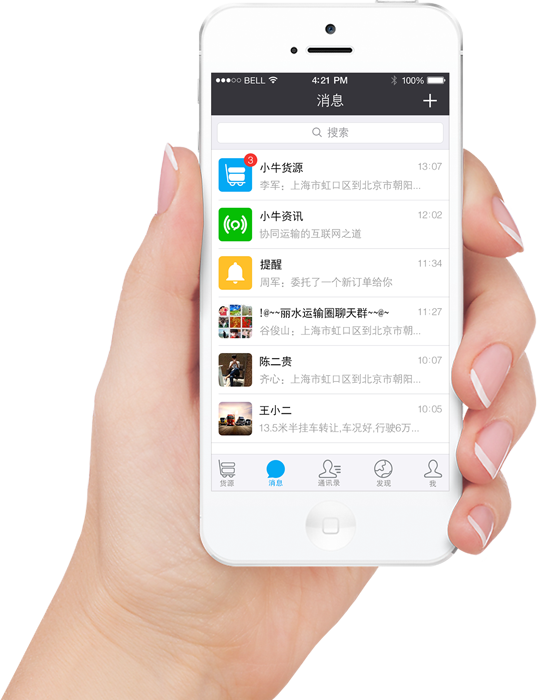 BELL 4:21 PM 100%
消息
搜索
3
小牛货源 13:07
李军：上海市虹口区到北京市朝阳...
小牛资讯 12:02
协同运输的互联网之道
提醒 11:34
周军：委托了一个新订单给你
!@~~丽水运输圈聊天群~~@~ 11:27
谷俊山：上海市虹口区到北京市朝...
陈二贵 10:07
齐心：上海市虹口区到北京市朝阳...
王小二 10:05
13.5米半挂车转让,车况好,行驶6万...
货源 消息 通讯录 发现 我